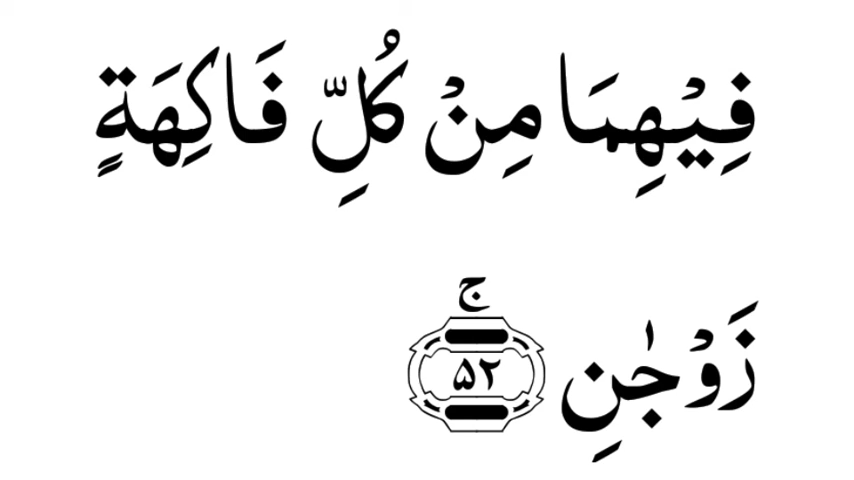 فِيْهِمَا مِنْ كُلِّ فَاكِهَةٍ
زَوْجٰنِ ۚ ۵۲